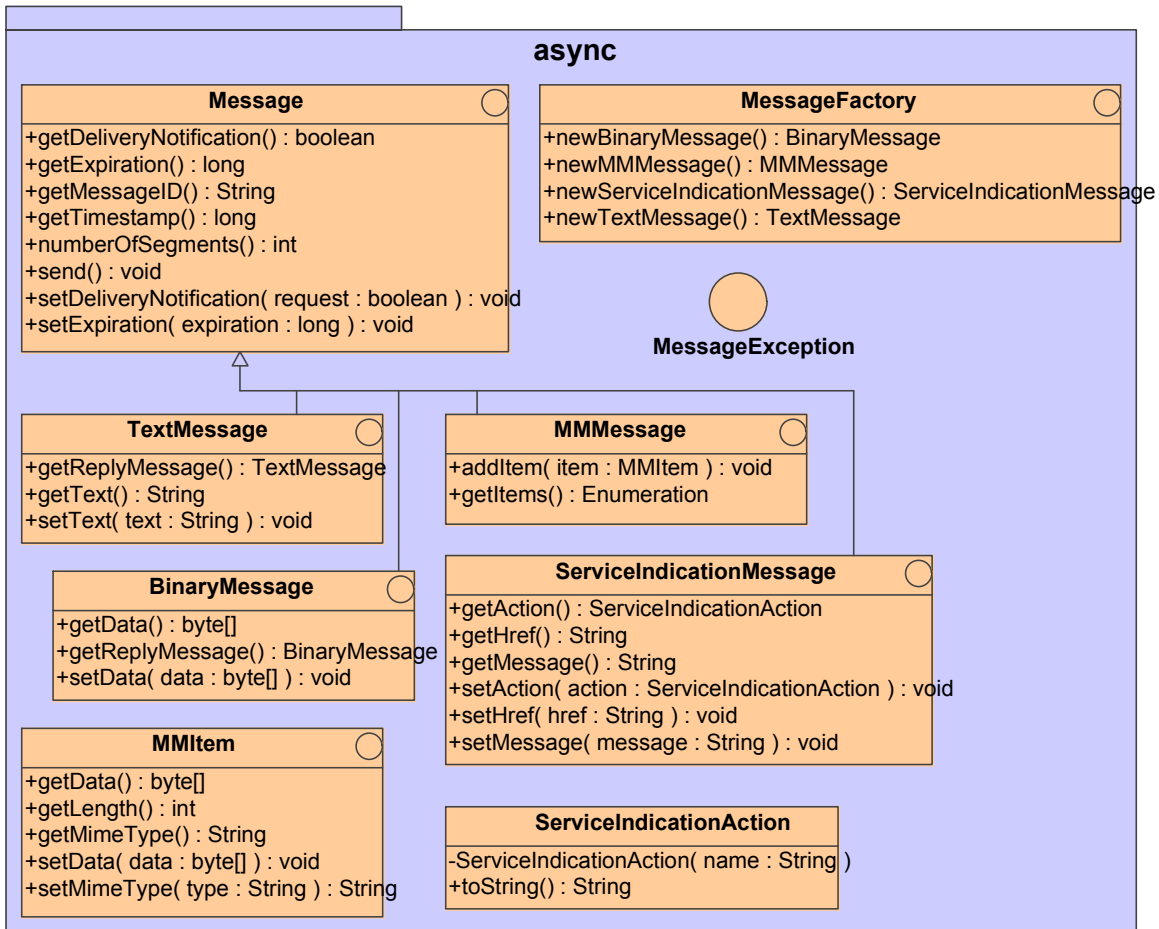 async
Message
+getDeliveryNotification() : boolean
+getExpiration() : long
+getMessageID() : String
+getTimestamp() : long
+numberOfSegments() : int
+send() : void
+setDeliveryNotification( request : boolean ) : void
+setExpiration( expiration : long ) : void
MessageFactory
+newBinaryMessage() : BinaryMessage
+newMMMessage() : MMMessage
+newServiceIndicationMessage() : ServiceIndicationMessage
+newTextMessage() : TextMessage
MessageException
TextMessage
+getReplyMessage() : TextMessage
+getText() : String
+setText( text : String ) : void
MMMessage
+addItem( item : MMItem ) : void
+getItems() : Enumeration
BinaryMessage
+getData() : byte[]
+getReplyMessage() : BinaryMessage
+setData( data : byte[] ) : void
ServiceIndicationMessage
+getAction() : ServiceIndicationAction
+getHref() : String
+getMessage() : String
+setAction( action : ServiceIndicationAction ) : void
+setHref( href : String ) : void
+setMessage( message : String ) : void
MMItem
+getData() : byte[]
+getLength() : int
+getMimeType() : String
+setData( data : byte[] ) : void
+setMimeType( type : String ) : String
ServiceIndicationAction
-ServiceIndicationAction( name : String )
+toString() : String